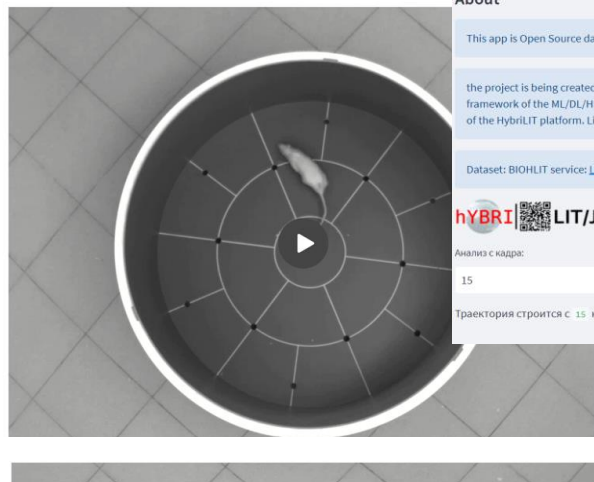 About
This app is Open Source da
the project is being created
framework of the ML/DL/H
of the HybriLIT platform. Li
Dataset: BIOHLIT service: L
hYBRI LIT/J
Анализ с кадра:
15
Траектория строится с 15 к